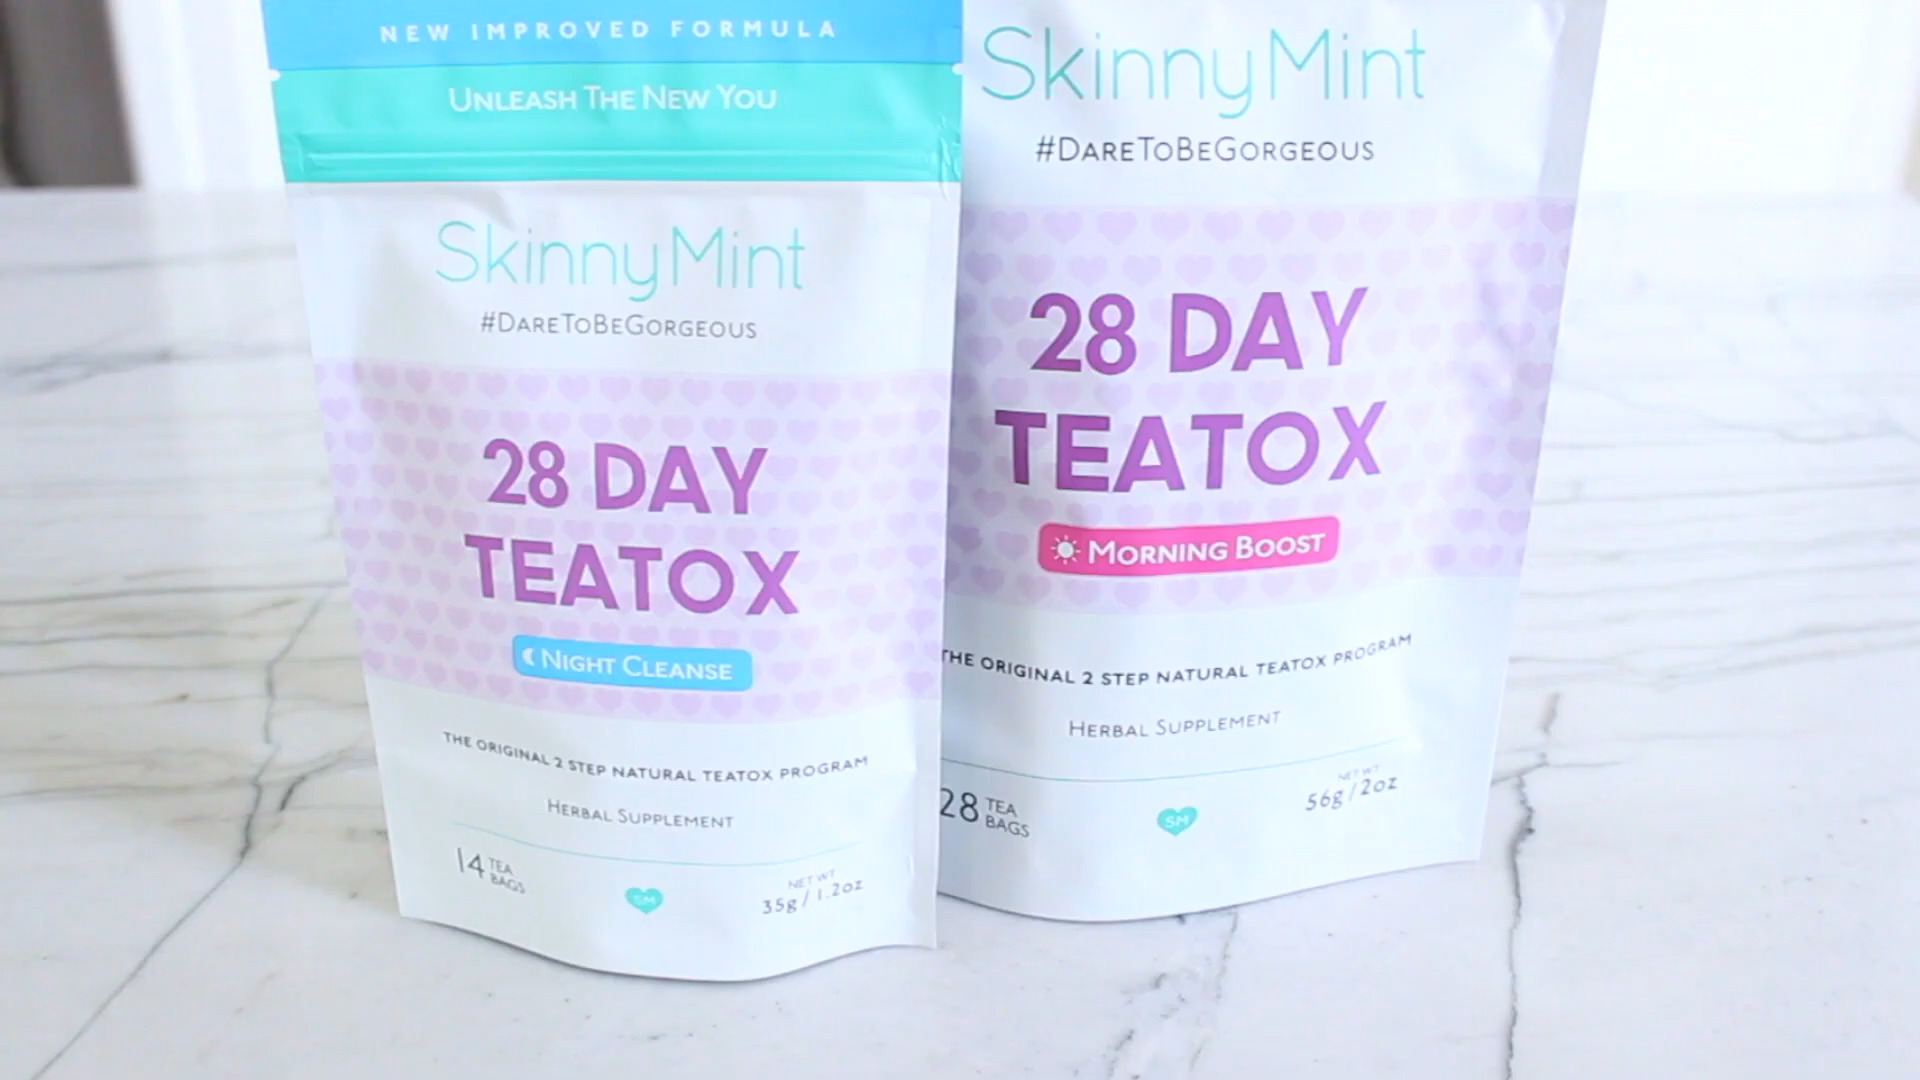 NEW IMPROVED FORMULA
UNLEASH THE NEW YOU
SkinnyMint
#DARETOBEGORGEOUS
28 DAY
TEATOX
NIGHT CLEANSE
THE ORIGINAL 2 STEP NATURAL TEATOX PROGRAM
HERBAL SUPPLEMENT
14 TEA
BAGS
SM
NET WT
35g / 1.2oz
SkinnyMint
#DARETOBEGORGEOUS
28 DAY
TEATOX
MORNING BOOST
THE ORIGINAL 2 STEP NATURAL TEATOX PROGRAM
HERBAL SUPPLEMENT
28 TEA
BAGS
SM
NET WT
56g / 2oz